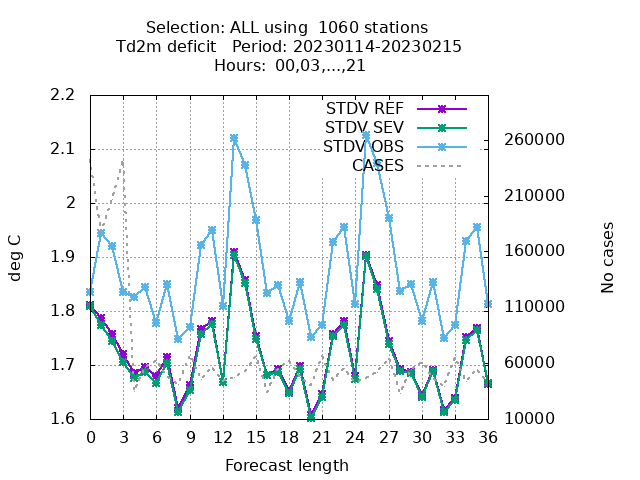 Selection: ALL using  1060 stations
Td2m deficit   Period: 20230114-20230215
Hours:  00,03,...,21
STDV REF
STDV SEV
STDV OBS
CASES
2.2
2.1
2
1.9
1.8
1.7
1.6
deg C
260000
210000
160000
110000
60000
10000
No cases
0 3 6 9 12 15 18 21 24 27 30 33 36
Forecast length